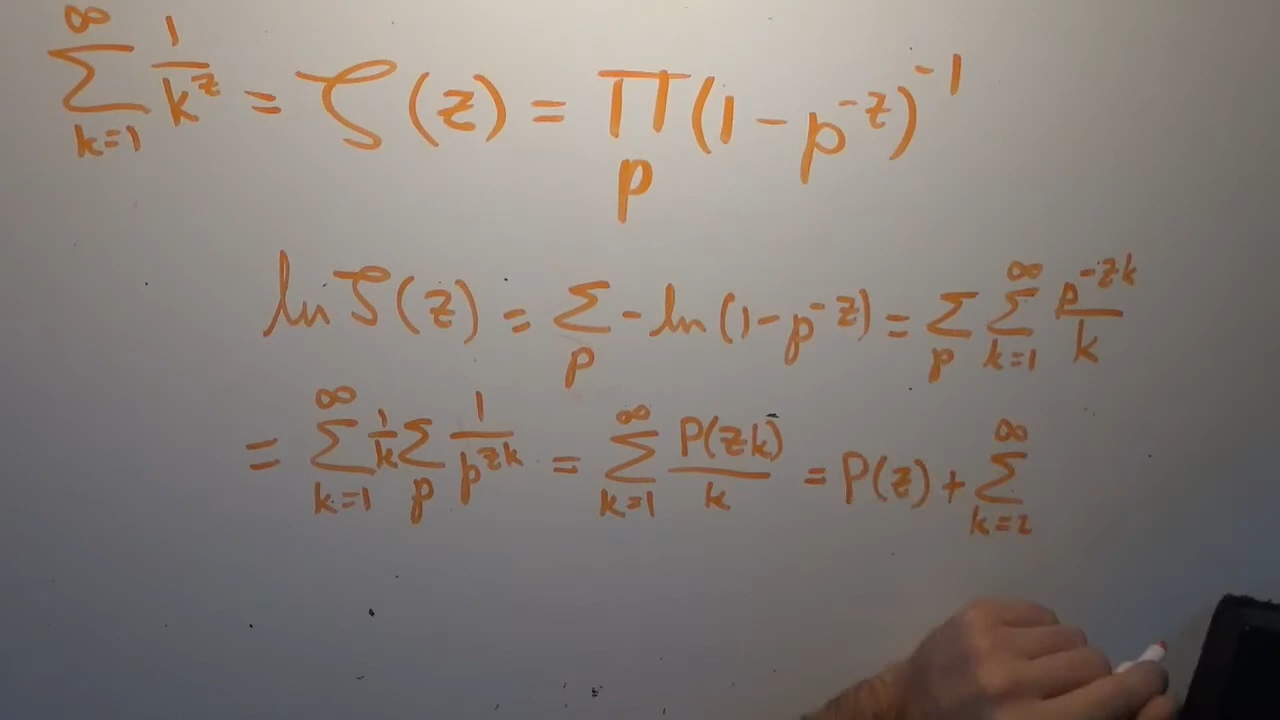 ∑_{k=1}^{∞} 1/k^z = ζ(z) = ∏_p (1 - p^{-z})^{-1}
ln ζ(z) = ∑_p -ln(1 - p^{-z}) = ∑_p ∑_{k=1}^{∞} p^{-zk}/k
= ∑_{k=1}^{∞} 1/k ∑_p 1/p^{zk} = ∑_{k=1}^{∞} P(zk)/k = P(z) + ∑_{k=2}^{∞}